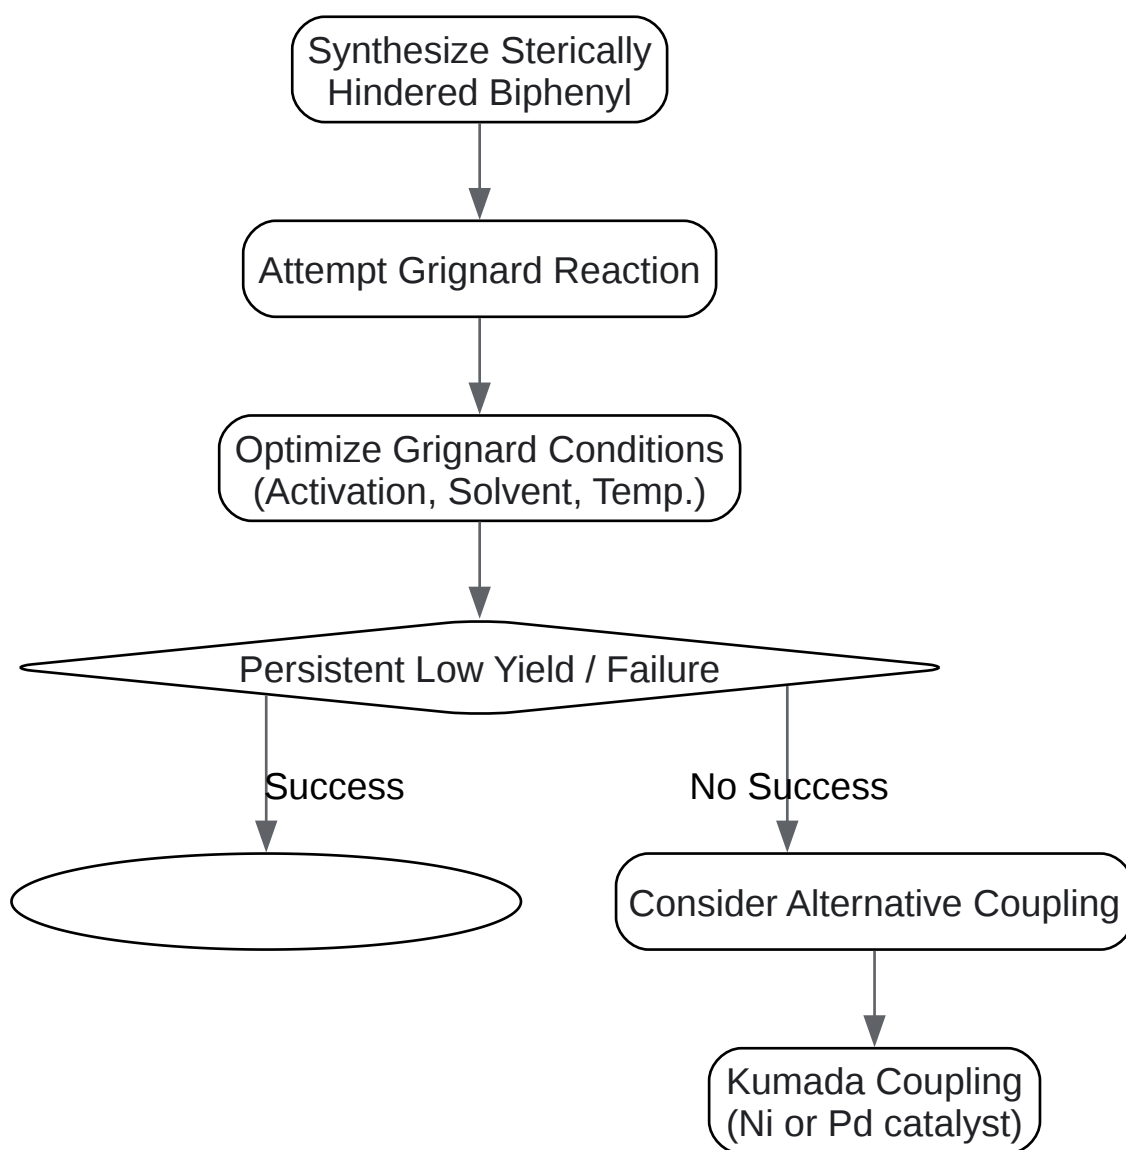 Synthesize Sterically
Hindered Biphenyl
Attempt Grignard Reaction
Optimize Grignard Conditions
(Activation, Solvent, Temp.)
Persistent Low Yield / Failure
Success
No Success
Consider Alternative Coupling
Kumada Coupling
(Ni or Pd catalyst)